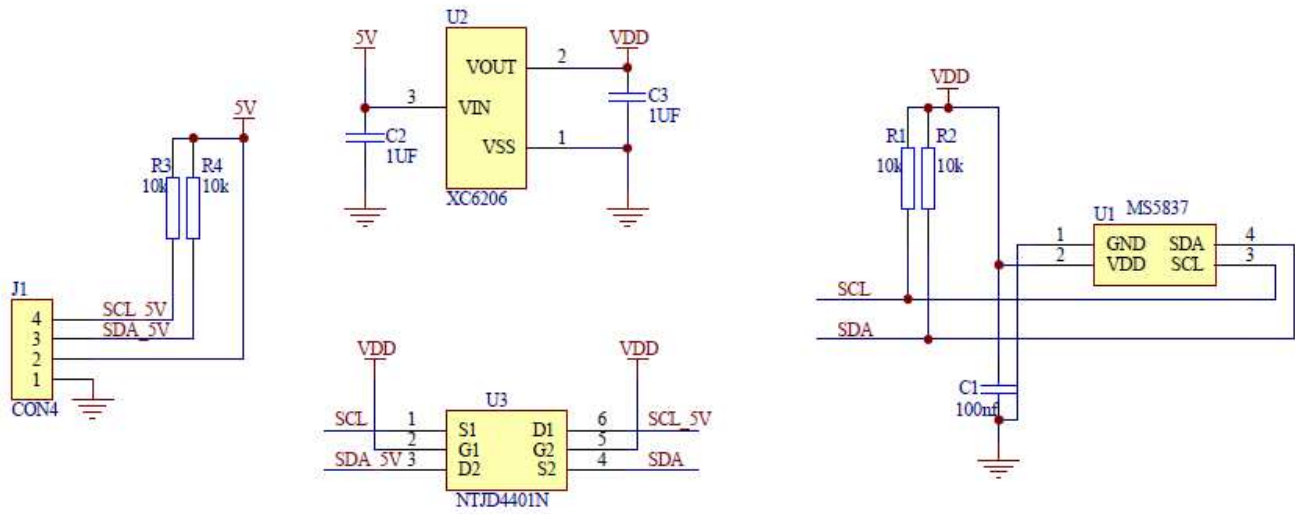 5V
R3
10k
R4
10k
J1
4
3
2
1
CON4
SCL_5V
SDA_5V
U2
5V
VDD
VOUT
VIN
VSS
2
3
1
C2
1UF
C3
1UF
XC6206
VDD
VDD
U3
SCL
1
S1
D1
6
SCL_5V
2
G1
G2
5
SDA_5V
3
D2
S2
4
SDA
NTJD4401N
VDD
R1
10k
R2
10k
U1
MS5837
1
GND
SDA
4
2
VDD
SCL
3
SCL
SDA
C1
100nf